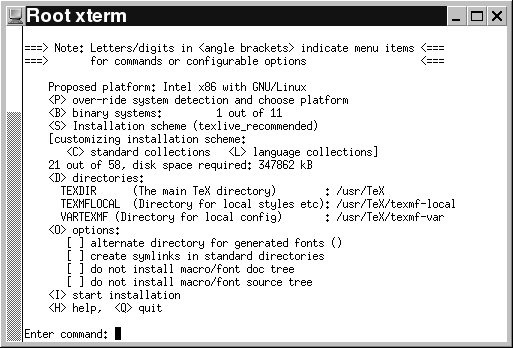 Root xterm
===> Note: Letters/digits in <angle brackets> indicate menu items <===
===>       for commands or configurable options                   <===
Proposed platform: Intel x86 with GNU/Linux
<P> over-ride system detection and choose platform
<B> binary systems:         1 out of 11
<S> Installation scheme (texlive_recommended)
[customizing installation scheme:
<C> standard collections   <L> language collections]
21 out of 58, disk space required: 347862 kB
<D> directories:
TEXDIR     (The main TeX directory)        : /usr/TeX
TEXMFLOCAL  (Directory for local styles etc): /usr/TeX/texmf-local
VARTEXMF (Directory for local config)      : /usr/TeX/texmf-var
<O> options:
[ ] alternate directory for generated fonts ()
[ ] create symlinks in standard directories
[ ] do not install macro/font doc tree
[ ] do not install macro/font source tree
<I> start installation
<H> help,  <Q> quit
Enter command: